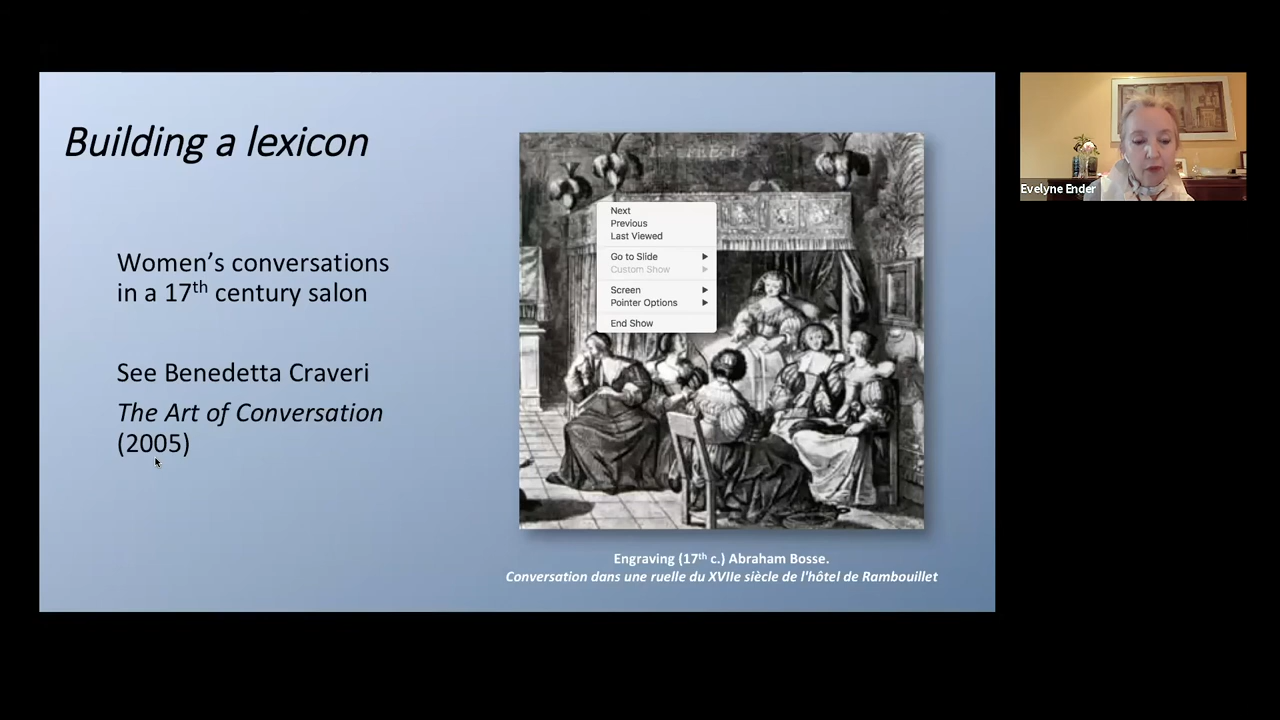 Building a lexicon
Women’s conversations
in a 17th century salon
See Benedetta Craveri
The Art of Conversation
(2005)
Next
Previous
Last Viewed
Go to Slide
Custom Show
Screen
Pointer Options
End Show
Engraving (17th c.) Abraham Bosse.
Conversation dans une ruelle du XVIIe siècle de l'hôtel de Rambouillet
Evelyne Ender